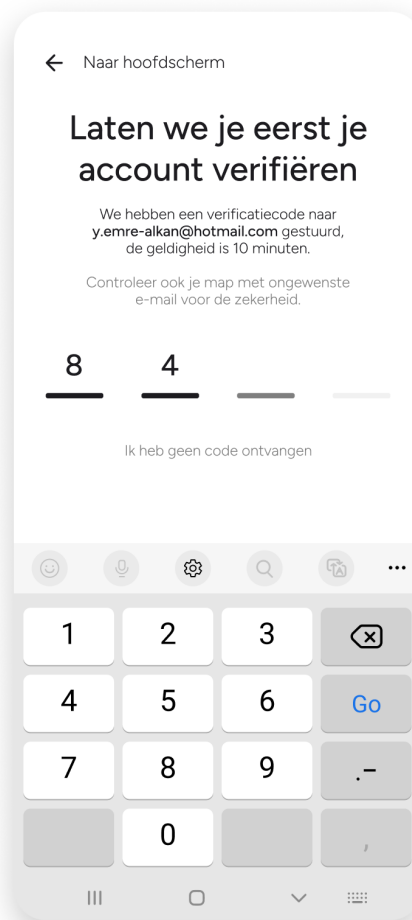 Naar hoofdscherm
Laten we je eerst je
account verifiëren
We hebben een verificatiecode naar
y.emre-alkan@hotmail.com gestuurd,
de geldigheid is 10 minuten.
Controleer ook je map met ongewenste
e-mail voor de zekerheid.
8 4
Ik heb geen code ontvangen
1 2 3
4 5 6 Go
7 8 9 .-
0 ,